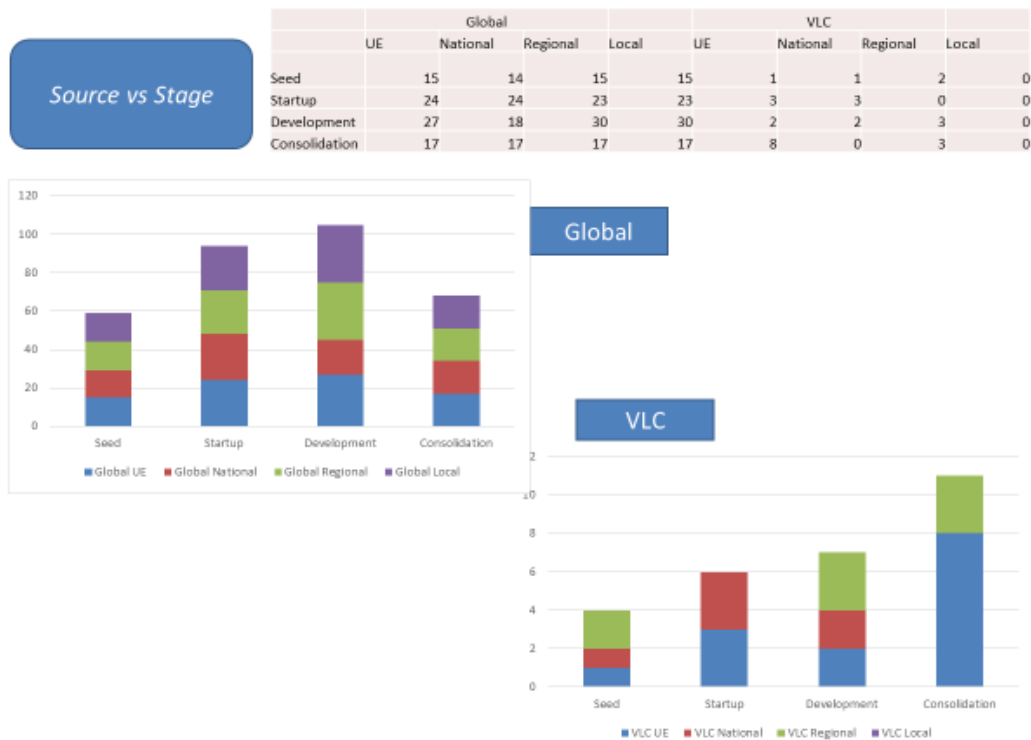 Source vs Stage
Global VLC
UE National Regional Local UE National Regional Local
Seed 15 14 15 15 1 1 2 0
Startup 24 24 23 23 3 3 0 0
Development 27 18 30 30 2 2 3 0
Consolidation 17 17 17 17 8 0 3 0
120
100
80
60
40
20
0
Seed Startup Development Consolidation
Global UE Global National Global Regional Global Local
Global
VLC
2
0
8
6
4
2
0
Seed Startup Development Consolidation
VLC UE VLC National VLC Regional VLC Local